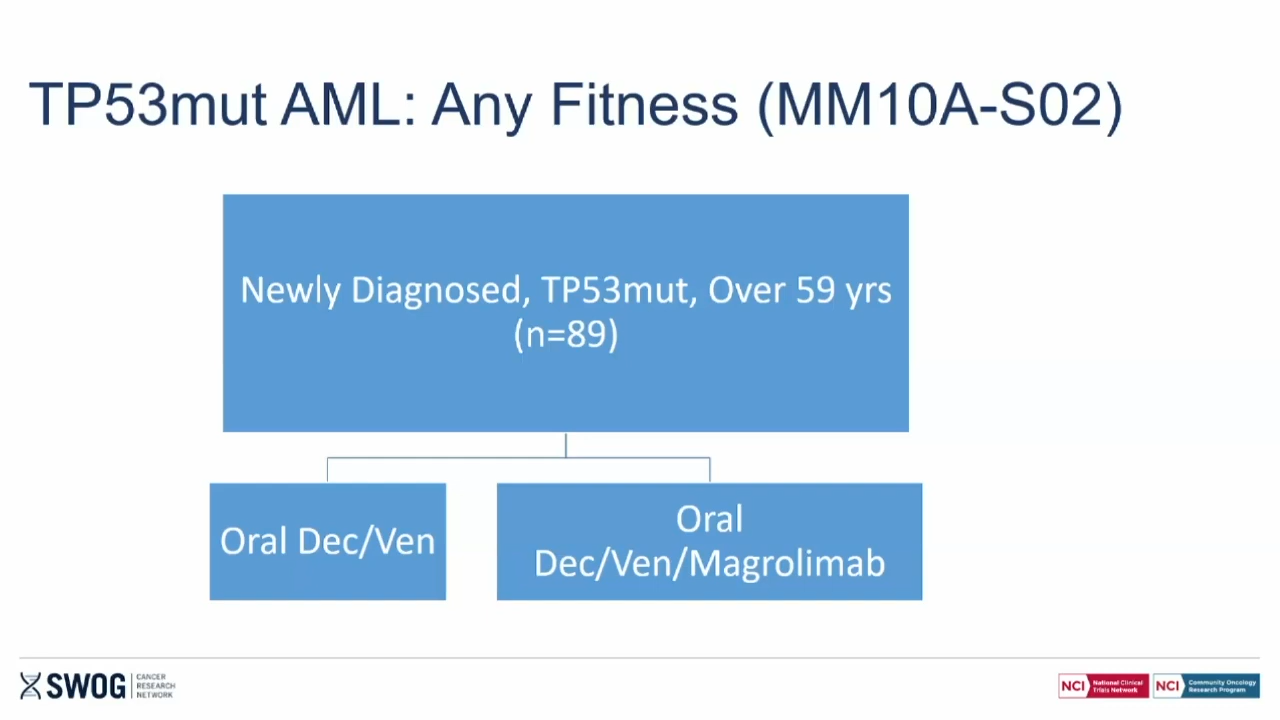 TP53mut AML: Any Fitness (MM10A-S02)
Newly Diagnosed, TP53mut, Over 59 yrs
(n=89)
Oral Dec/Ven
Oral
Dec/Ven/Magrolimab
SWOG
CANCER
RESEARCH
NETWORK
NCI
National Clinical
Trials Network
NCI
Community Oncology
Research Program